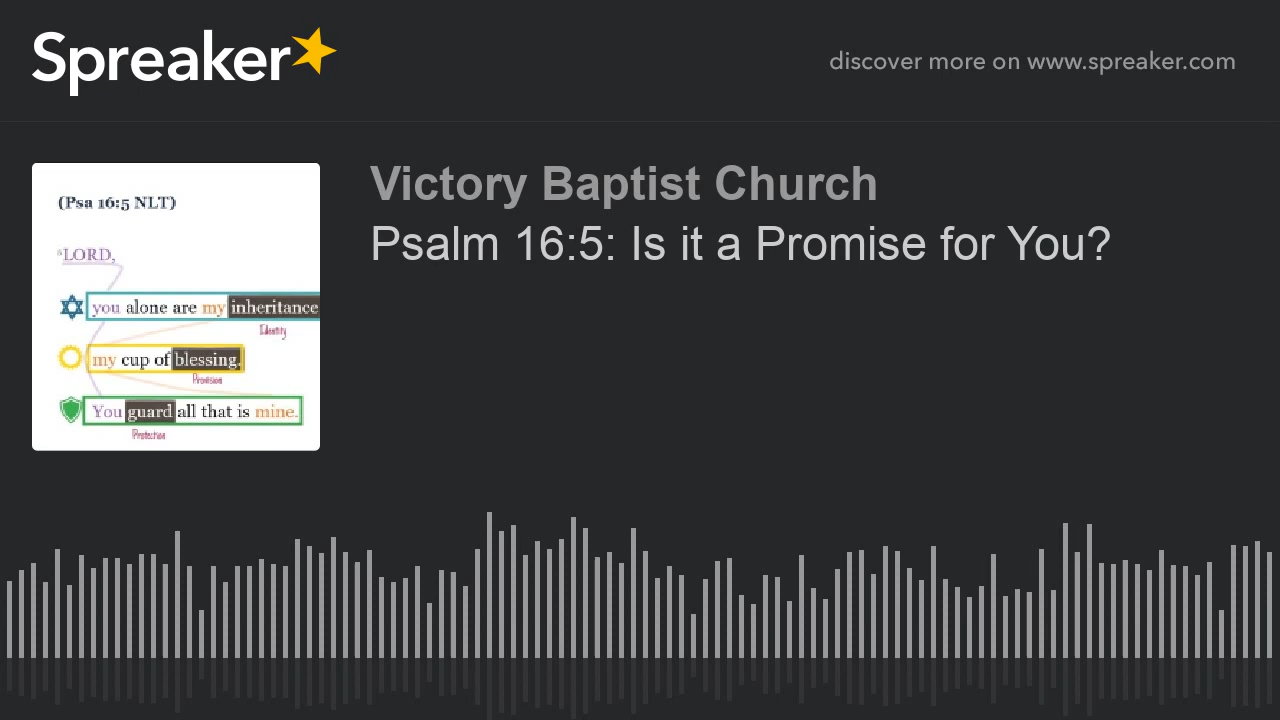 Spreaker
discover more on www.spreaker.com
Victory Baptist Church
Psalm 16:5: Is it a Promise for You?
(Psa 16:5 NLT)
5 LORD,
you alone are my inheritance
Identity
my cup of blessing.
Provision
You guard all that is mine.
Protection